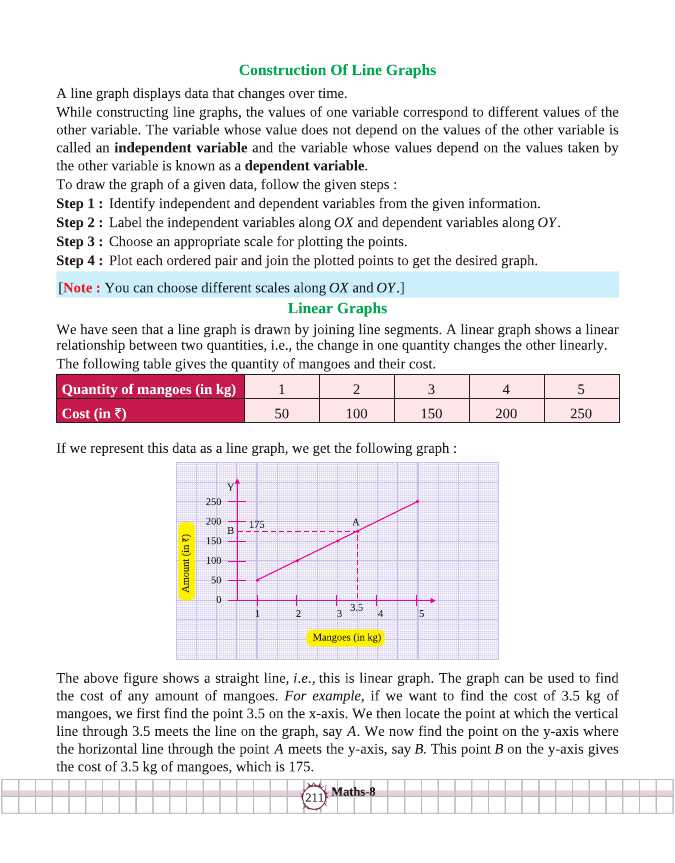 Construction Of Line Graphs
A line graph displays data that changes over time.
While constructing line graphs, the values of one variable correspond to different values of the
other variable. The variable whose value does not depend on the values of the other variable is
called an independent variable and the variable whose values depend on the values taken by
the other variable is known as a dependent variable.
To draw the graph of a given data, follow the given steps :
Step 1 : Identify independent and dependent variables from the given information.
Step 2 : Label the independent variables along OX and dependent variables along OY.
Step 3 : Choose an appropriate scale for plotting the points.
Step 4 : Plot each ordered pair and join the plotted points to get the desired graph.
[Note : You can choose different scales along OX and OY.]
Linear Graphs
We have seen that a line graph is drawn by joining line segments. A linear graph shows a linear
relationship between two quantities, i.e., the change in one quantity changes the other linearly.
The following table gives the quantity of mangoes and their cost.
Quantity of mangoes (in kg) 1 2 3 4 5
Cost (in ₹) 50 100 150 200 250
If we represent this data as a line graph, we get the following graph :
Y
250
200
175
A
B
150
100
50
0
Amount (in ₹)
1 2 3 3.5 4 5
Mangoes (in kg)
The above figure shows a straight line, i.e., this is linear graph. The graph can be used to find
the cost of any amount of mangoes. For example, if we want to find the cost of 3.5 kg of
mangoes, we first find the point 3.5 on the x-axis. We then locate the point at which the vertical
line through 3.5 meets the line on the graph, say A. We now find the point on the y-axis where
the horizontal line through the point A meets the y-axis, say B. This point B on the y-axis gives
the cost of 3.5 kg of mangoes, which is 175.
211 Maths-8